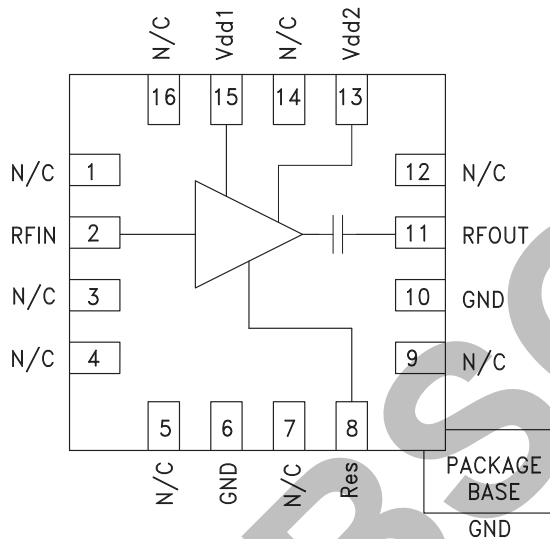 N/C
Vdd1
N/C
Vdd2
16
15
14
13
N/C
1
12
N/C
RFIN
2
11
RFOUT
N/C
3
10
GND
N/C
4
9
N/C
5
6
7
8
N/C
GND
N/C
Res
PACKAGE
BASE
GND